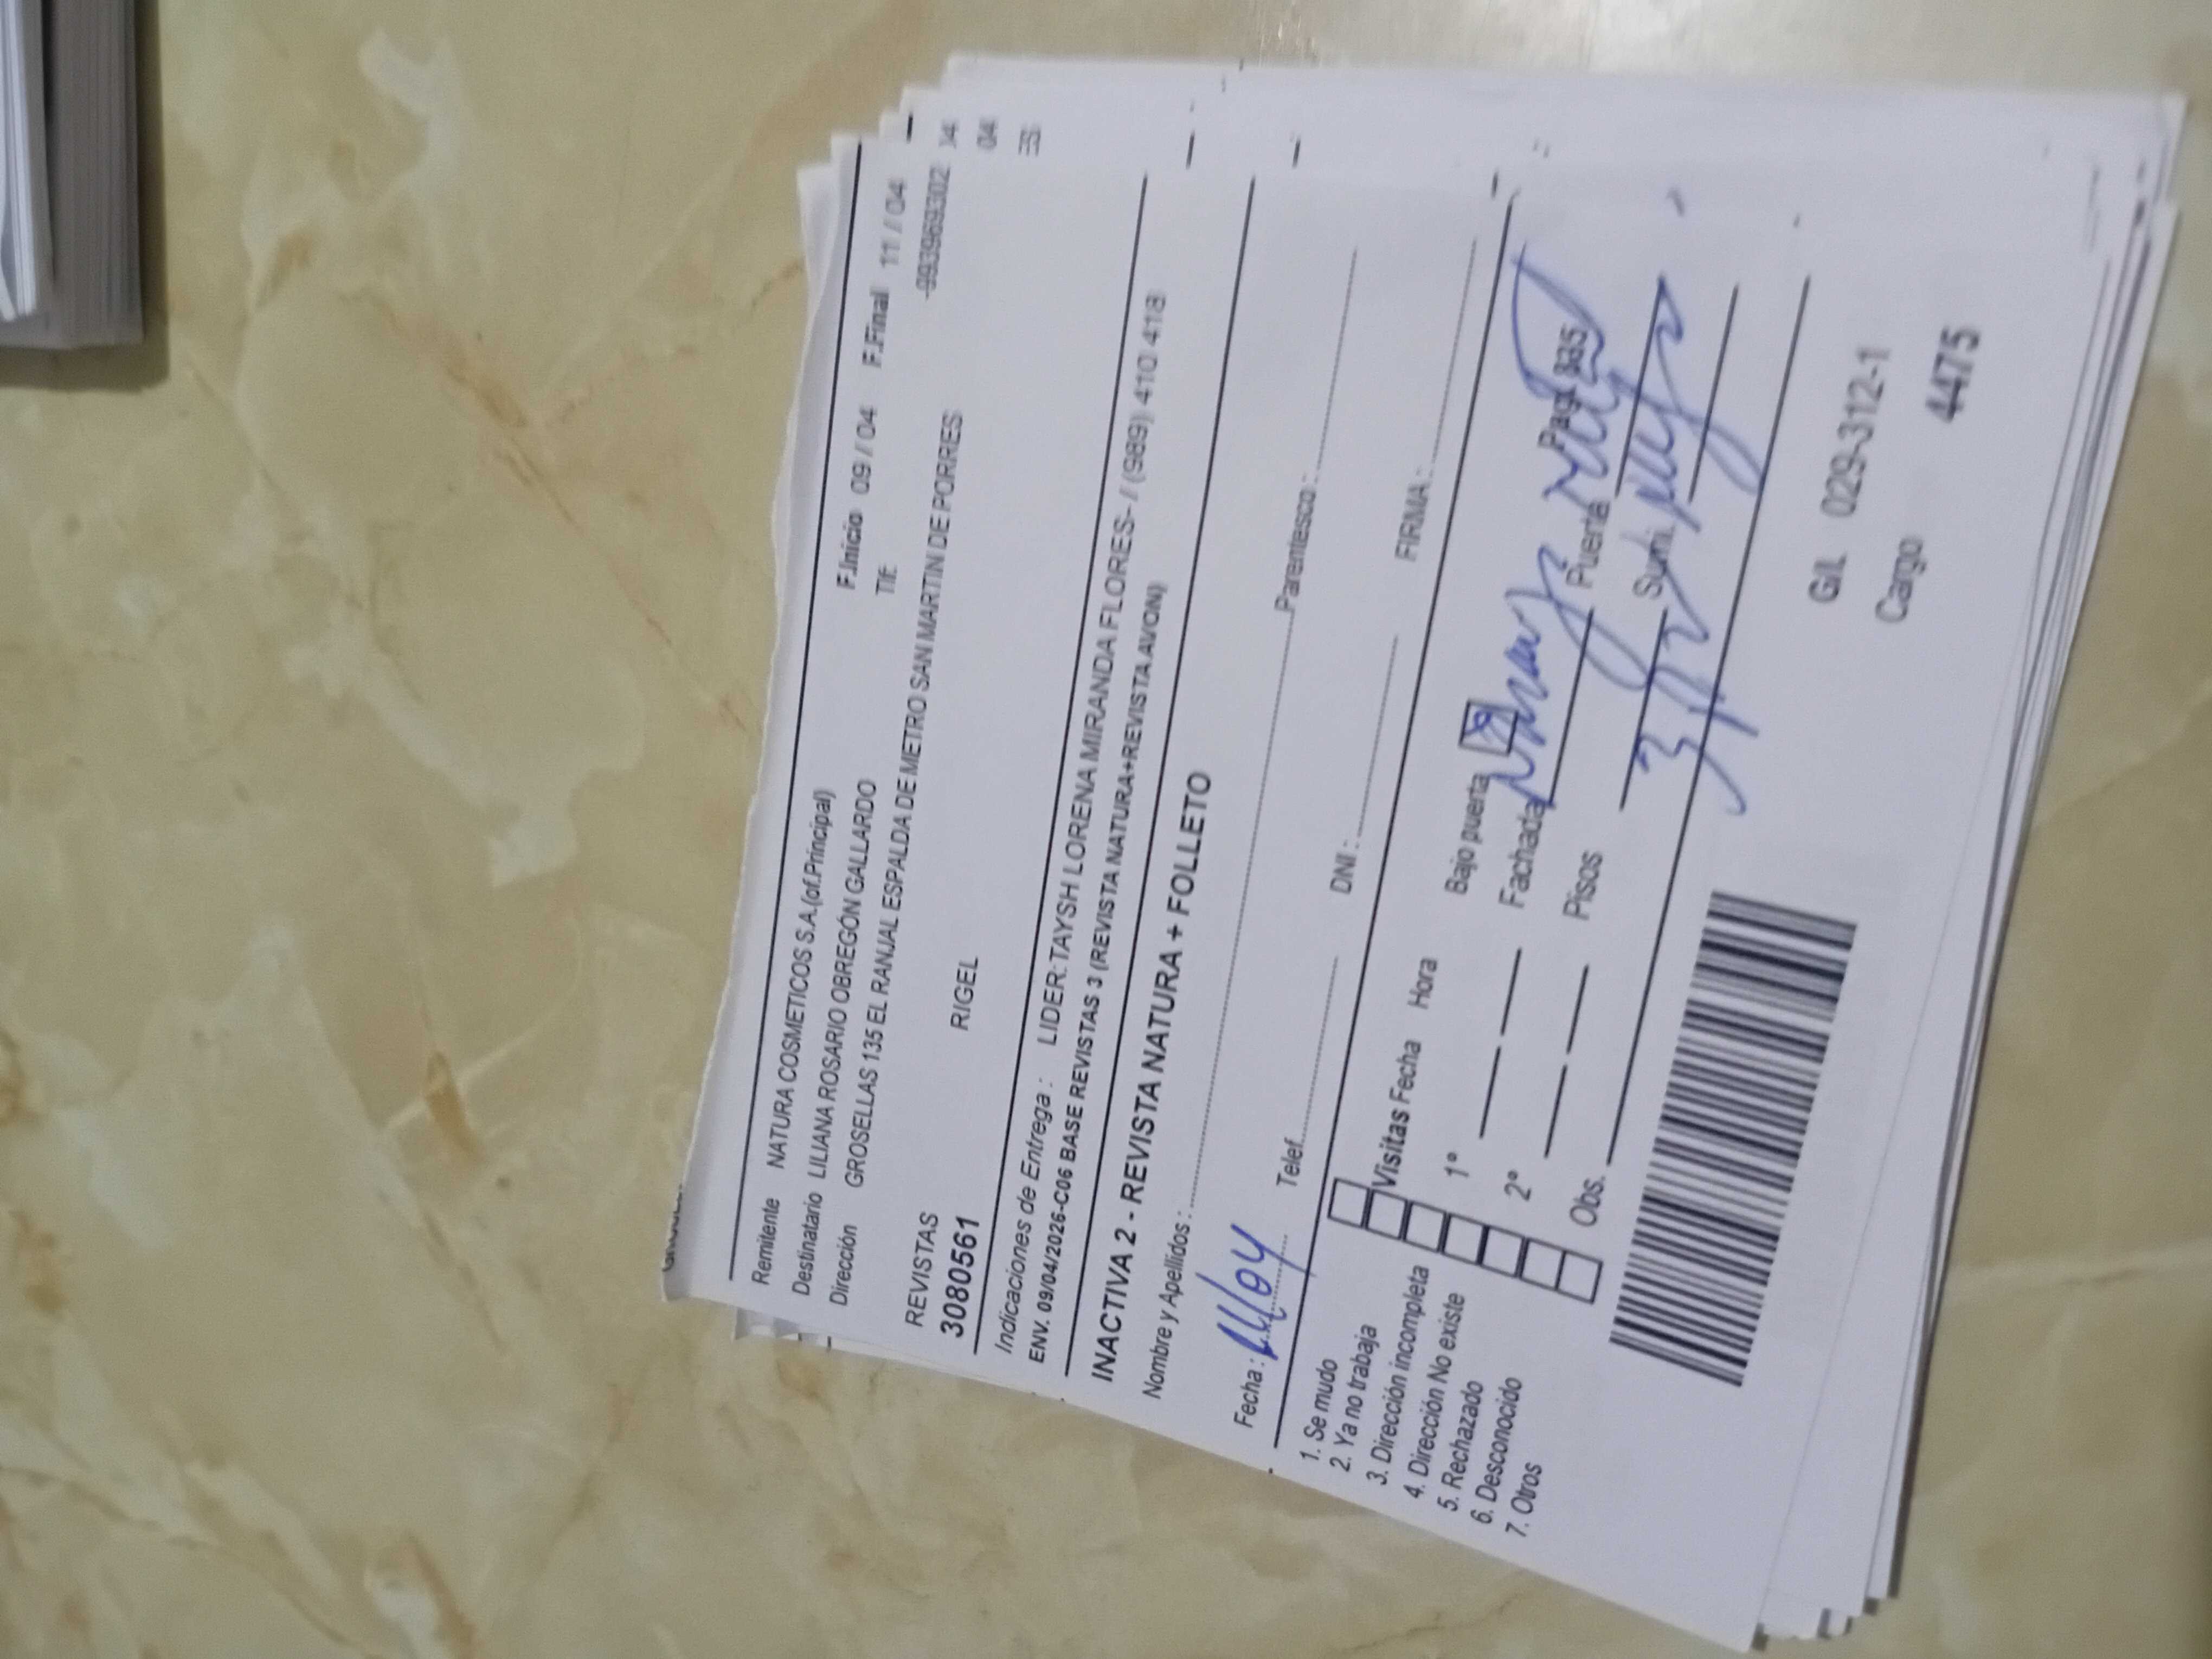 F.Inicio 09 / 04 F.Final 11 / 04
Remitente NATURA COSMETICOS S.A.(of.Principal) Tlf. -993969302
Destinatario LILIANA ROSARIO OBREGÓN GALLARDO
Dirección GROSELLAS 135 EL RANJAL ESPALDA DE METRO SAN MARTIN DE PORRES
REVISTAS RIGEL
3080561
Indicaciones de Entrega : LIDER: TAYSH LORENA MIRANDA FLORES- / (989) 410 418
ENV. 09/04/2026-C06 BASE REVISTAS 3 (REVISTA NATURA+REVISTA AVON)
INACTIVA 2 - REVISTA NATURA + FOLLETO
Nombre y Apellidos : Parentesco :
Fecha : 11/04 Telef. DNI : FIRMA :
1. Se mudo
2. Ya no trabaja
3. Dirección incompleta
4. Dirección No existe
5. Rechazado
6. Desconocido
7. Otros
Visitas Fecha Hora
1º
2º
Obs.
Bajo puerta
Fachada Puerta
Pisos Sumi.
G/L 029-312-1
Cargo
4475